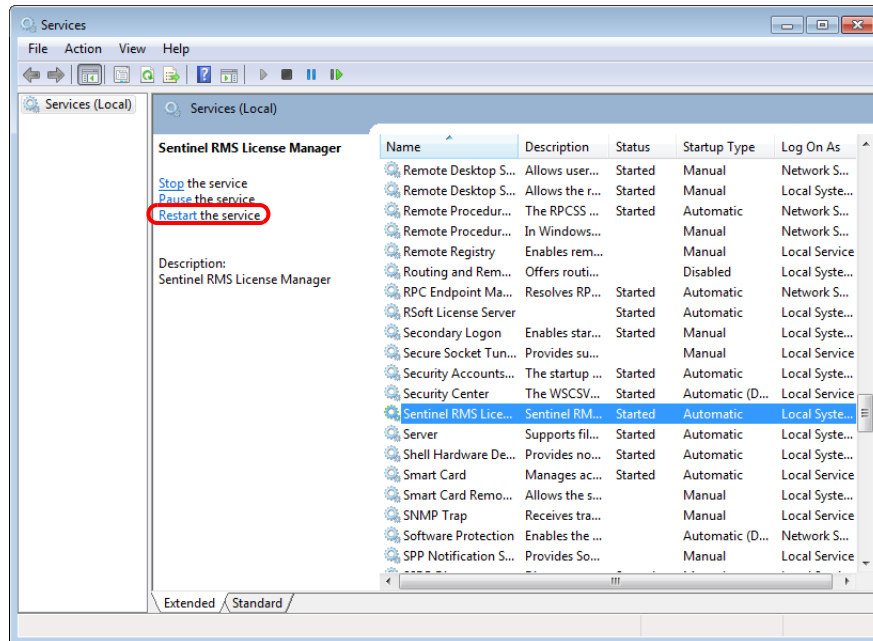 Services
File Action View Help
Services (Local)
Services (Local)
Sentinel RMS License Manager
Stop the service
Pause the service
Restart the service
Description:
Sentinel RMS License Manager
Name Description Status Startup Type Log On As
Remote Desktop S... Allows user... Started Manual Network S...
Remote Desktop S... Allows the r... Started Manual Local Syste...
Remote Procedur... The RPCSS ... Started Automatic Network S...
Remote Procedur... In Windows... Manual Network S...
Remote Registry Enables rem... Manual Local Service
Routing and Rem... Offers routi... Disabled Local Syste...
RPC Endpoint Ma... Resolves RP... Started Automatic Network S...
RSoft License Server Started Automatic Local Syste...
Secondary Logon Enables star... Started Manual Local Syste...
Secure Socket Tun... Provides su... Manual Local Service
Security Accounts... The startup ... Started Automatic Local Syste...
Security Center The WSCSV... Started Automatic (D... Local Service
Sentinel RMS Lice... Sentinel RM... Started Automatic Local Syste...
Server Supports fil... Started Automatic Local Syste...
Shell Hardware De... Provides no... Started Automatic Local Syste...
Smart Card Manages ac... Started Automatic Local Service
Smart Card Remo... Allows the s... Manual Local Syste...
SNMP Trap Receives tra... Manual Local Service
Software Protection Enables the ... Automatic (D... Network S...
SPP Notification S... Provides So... Manual Local Service
Extended Standard